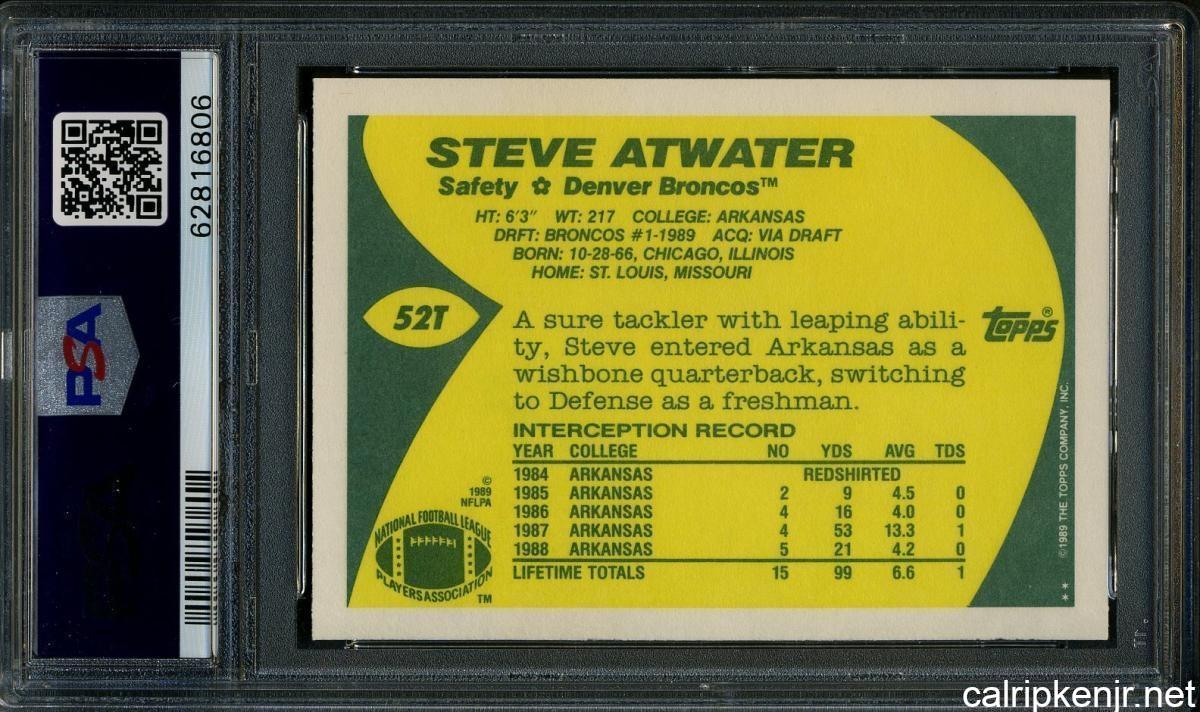 62816806
PSA
STEVE ATWATER
Safety ✿ Denver Broncos™
HT: 6'3" WT: 217 COLLEGE: ARKANSAS
DRFT: BRONCOS #1-1989 ACQ: VIA DRAFT
BORN: 10-28-66, CHICAGO, ILLINOIS
HOME: ST. LOUIS, MISSOURI
52T
A sure tackler with leaping abili-
ty, Steve entered Arkansas as a
wishbone quarterback, switching
to Defense as a freshman.
TOPPS®
INTERCEPTION RECORD
YEAR COLLEGE NO YDS AVG TDS
1984 ARKANSAS REDSHIRTED
1985 ARKANSAS 2 9 4.5 0
1986 ARKANSAS 4 16 4.0 0
1987 ARKANSAS 4 53 13.3 1
1988 ARKANSAS 5 21 4.2 0
LIFETIME TOTALS 15 99 6.6 1
©
1989
NFLPA
NATIONAL FOOTBALL LEAGUE
PLAYERS ASSOCIATION
TM
* * ©1989 THE TOPPS COMPANY, INC.
calripkenjr.net